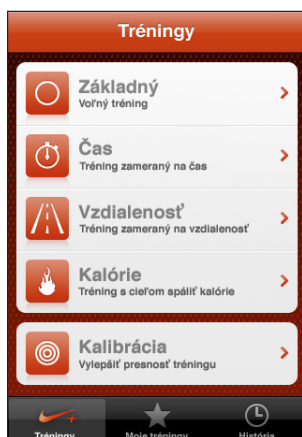 Tréningy
Základný
Voľný tréning
Čas
Tréning zameraný na čas
Vzdialenosť
Tréning zameraný na vzdialenosť
Kalórie
Tréning s cieľom spáliť kalórie
Kalibrácia
Vylepšiť presnosť tréningu
Tréningy
Moje tréningy
História